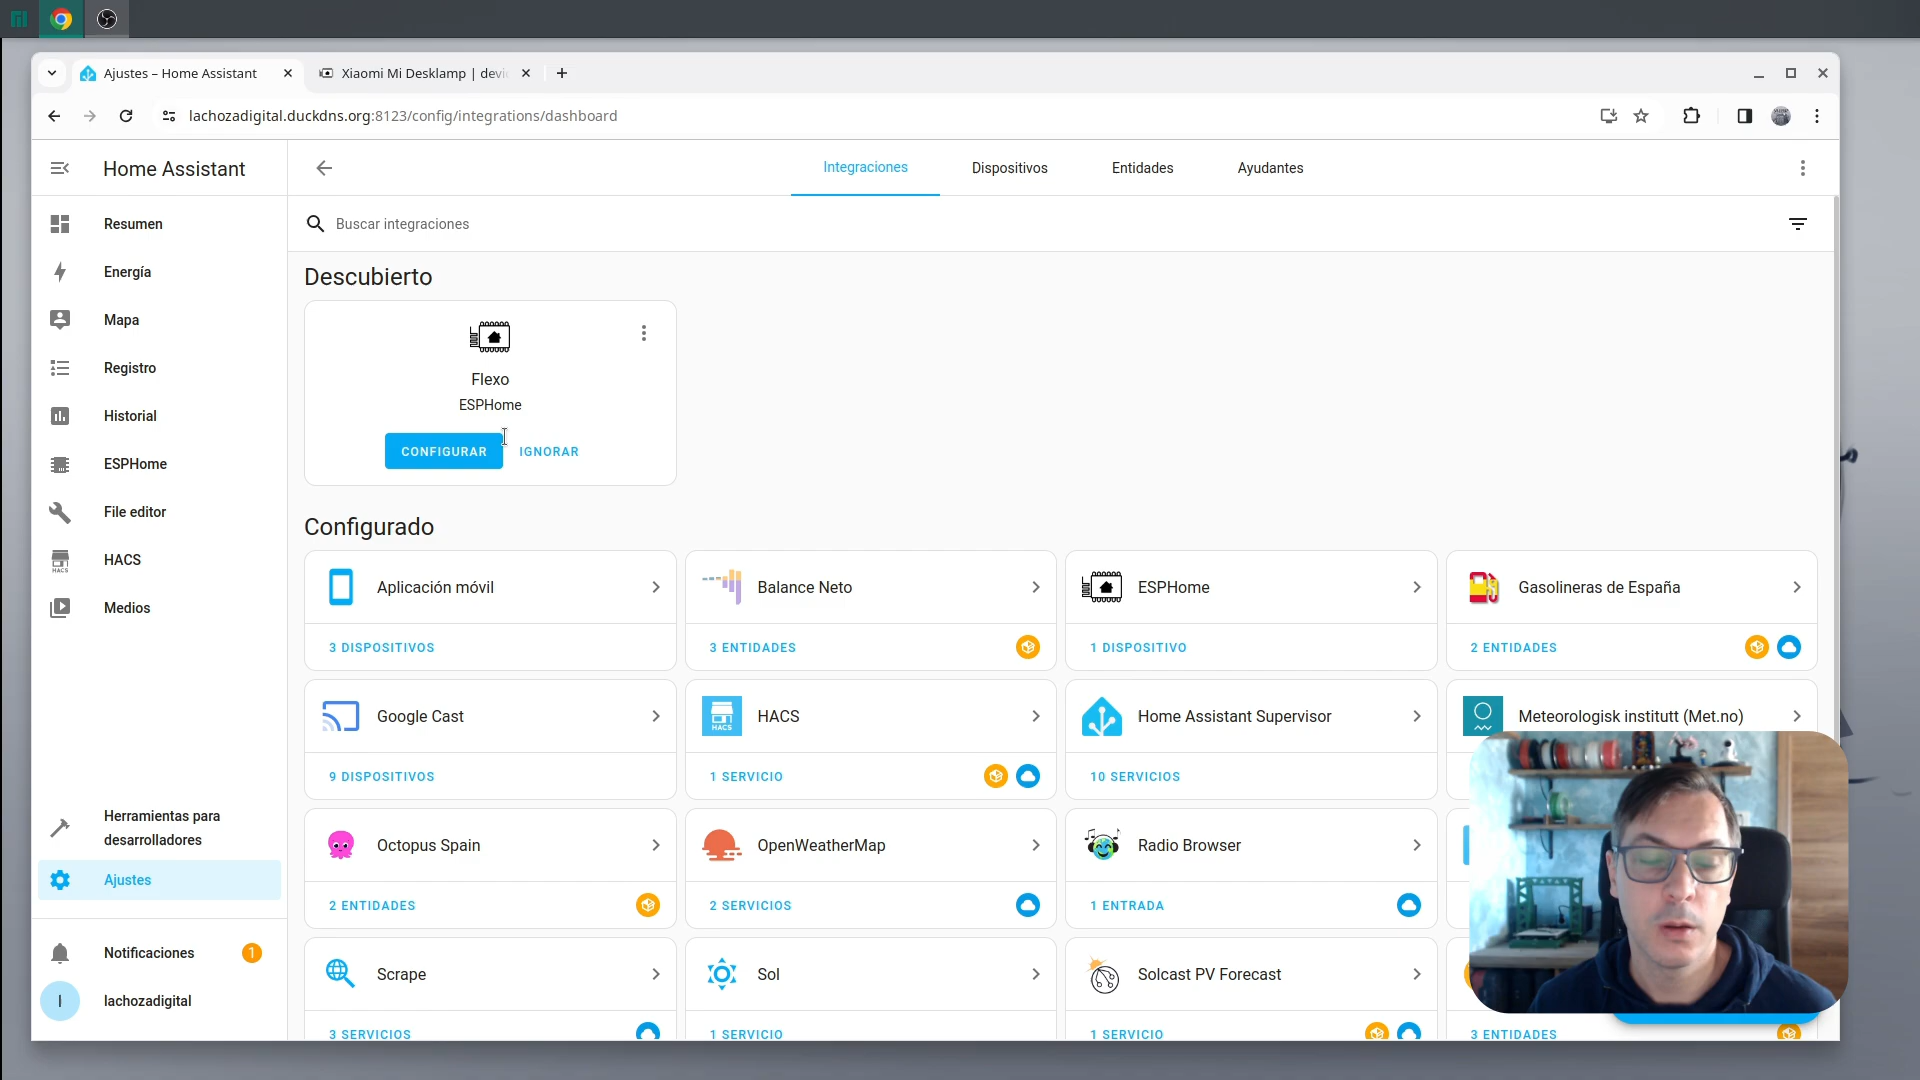 Ajustes – Home Assistant
Xiaomi Mi Desklamp | devi
lachozadigital.duckdns.org:8123/config/integrations/dashboard
Home Assistant
Integraciones
Dispositivos
Entidades
Ayudantes
Buscar integraciones
Resumen
Energía
Mapa
Registro
Historial
ESPHome
File editor
HACS
HACS
Medios
Herramientas para
desarrolladores
Ajustes
Notificaciones
1
l
lachozadigital
Descubierto
Flexo
ESPHome
CONFIGURAR
IGNORAR
Configurado
Aplicación móvil
3 DISPOSITIVOS
Balance Neto
3 ENTIDADES
ESPHome
1 DISPOSITIVO
Gasolineras de España
2 ENTIDADES
Google Cast
9 DISPOSITIVOS
HACS
HACS
1 SERVICIO
Home Assistant Supervisor
10 SERVICIOS
Meteorologisk institutt (Met.no)
Octopus Spain
2 ENTIDADES
OpenWeatherMap
2 SERVICIOS
Radio Browser
1 ENTRADA
Scrape
3 SERVICIOS
Sol
1 SERVICIO
Solcast PV Forecast
1 SERVICIO
3 ENTIDADES